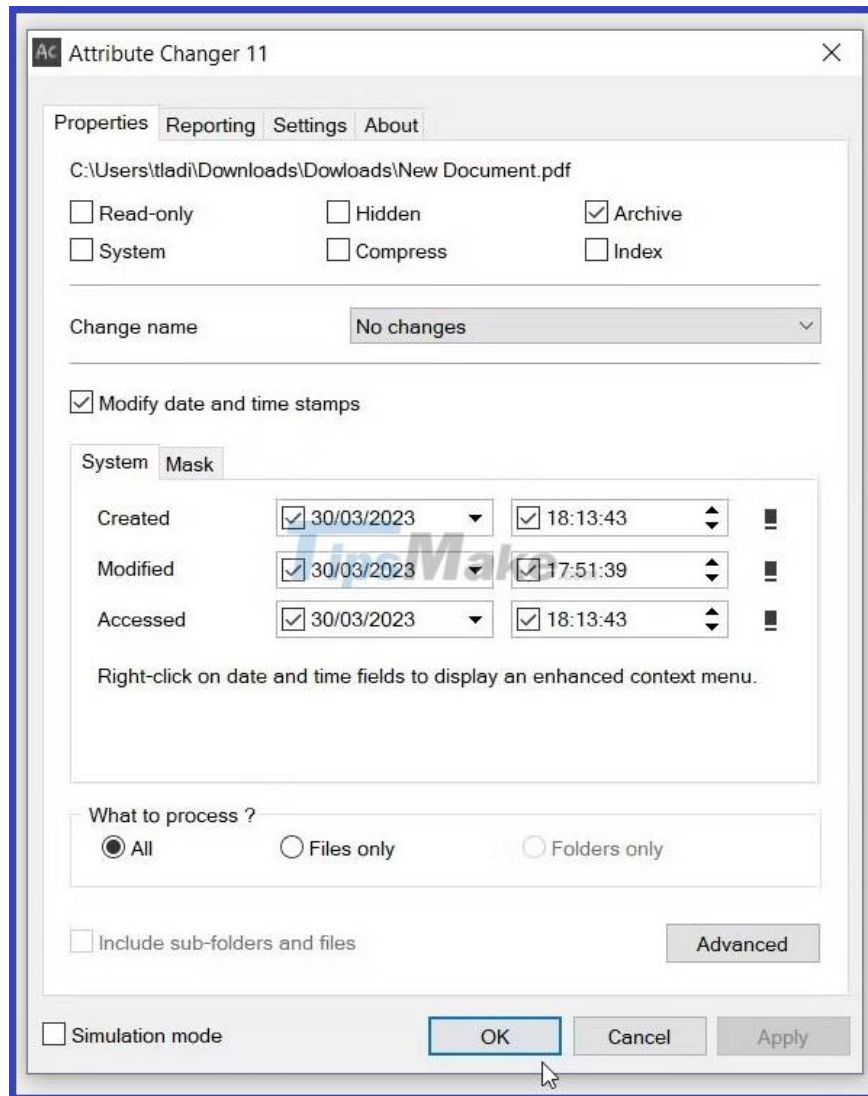 AC Attribute Changer 11
Properties Reporting Settings About
C:\Users\tladi\Downloads\Dowloads\New Document.pdf
Read-only Hidden Archive
System Compress Index
Change name No changes
Modify date and time stamps
System Mask
Created 30/03/2023 18:13:43
TipsMake
Modified 30/03/2023 17:51:39
Accessed 30/03/2023 18:13:43
Right-click on date and time fields to display an enhanced context menu.
What to process ?
All Files only Folders only
Include sub-folders and files Advanced
Simulation mode OK Cancel Apply